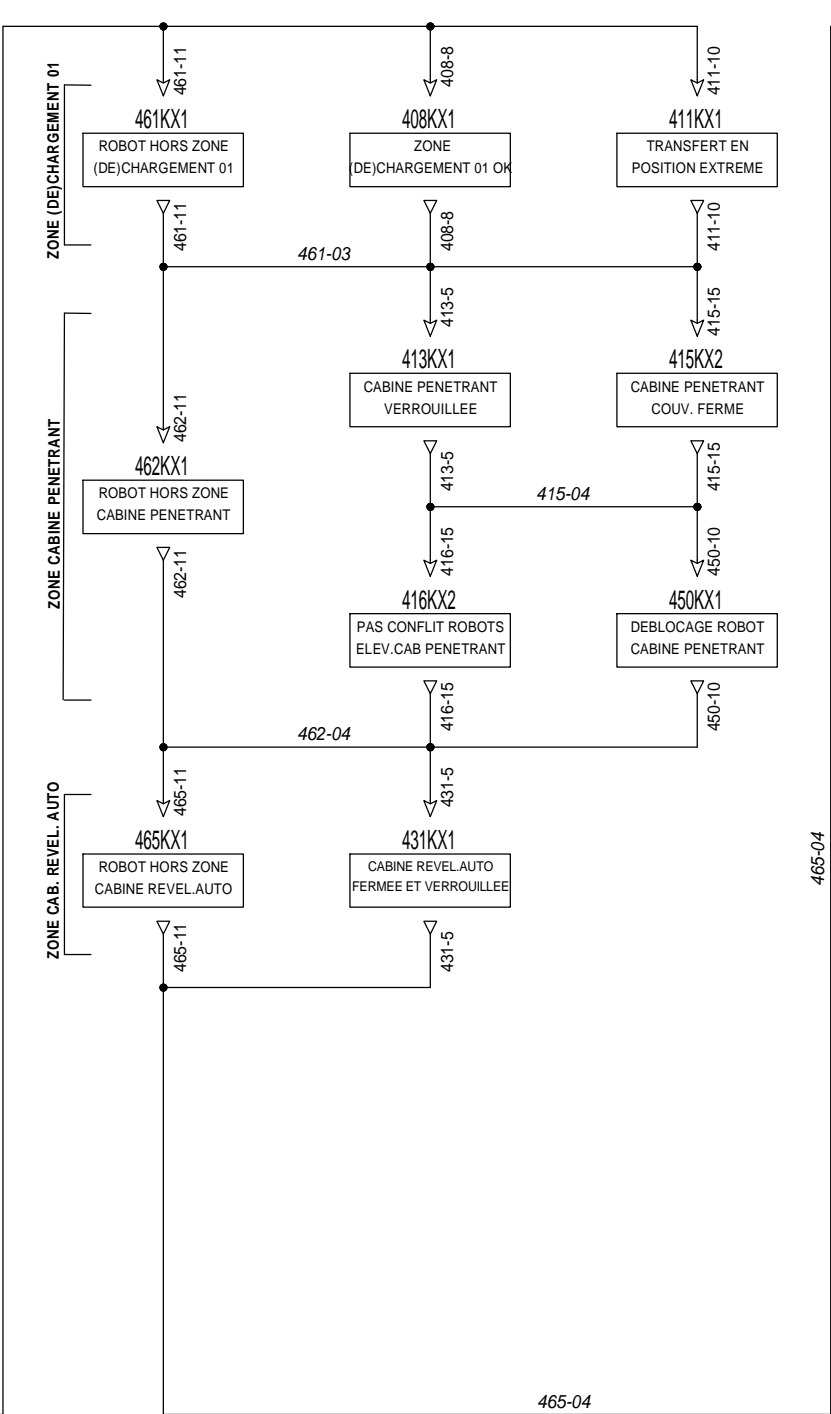 ZONE (DE)CHARGEMENT 01
461-11
408-8
411-10
461KX1
408KX1
411KX1
ROBOT HORS ZONE
(DE)CHARGEMENT 01
ZONE
(DE)CHARGEMENT 01 OK
TRANSFERT EN
POSITION EXTREME
461-11
408-8
411-10
461-03
ZONE CABINE PENETRANT
413-5
415-15
413KX1
415KX2
CABINE PENETRANT
VERROUILLEE
CABINE PENETRANT
COUV. FERME
462-11
413-5
415-15
462KX1
ROBOT HORS ZONE
CABINE PENETRANT
415-04
462-11
416-15
450-10
416KX2
450KX1
PAS CONFLIT ROBOTS
ELEV.CAB PENETRANT
DEBLOCAGE ROBOT
CABINE PENETRANT
416-15
450-10
462-04
ZONE CAB. REVEL. AUTO
465-11
431-5
465KX1
431KX1
ROBOT HORS ZONE
CABINE REVEL.AUTO
CABINE REVEL.AUTO
FERMEE ET VERROUILLEE
465-11
431-5
465-04
465-04